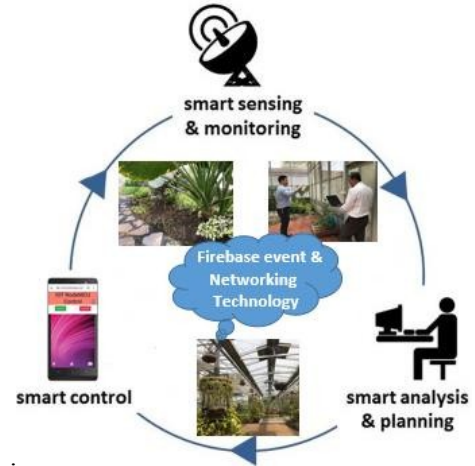 smart sensing
& monitoring
Firebase event &
Networking
Technology
smart control
smart analysis
& planning